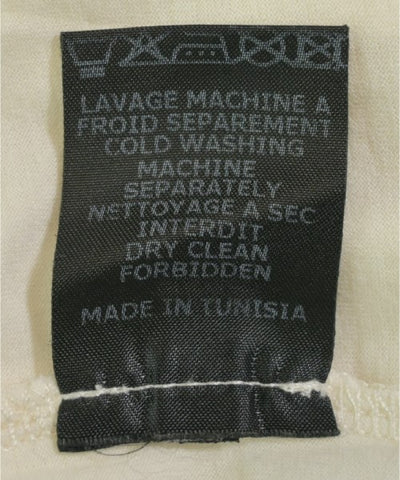 LAVAGE MACHINE A
FROID SEPAREMENT
COLD WASHING
MACHINE
SEPARATELY
NETTOYAGE A SEC
INTERDIT
DRY CLEAN
FORBIDDEN
MADE IN TUNISIA